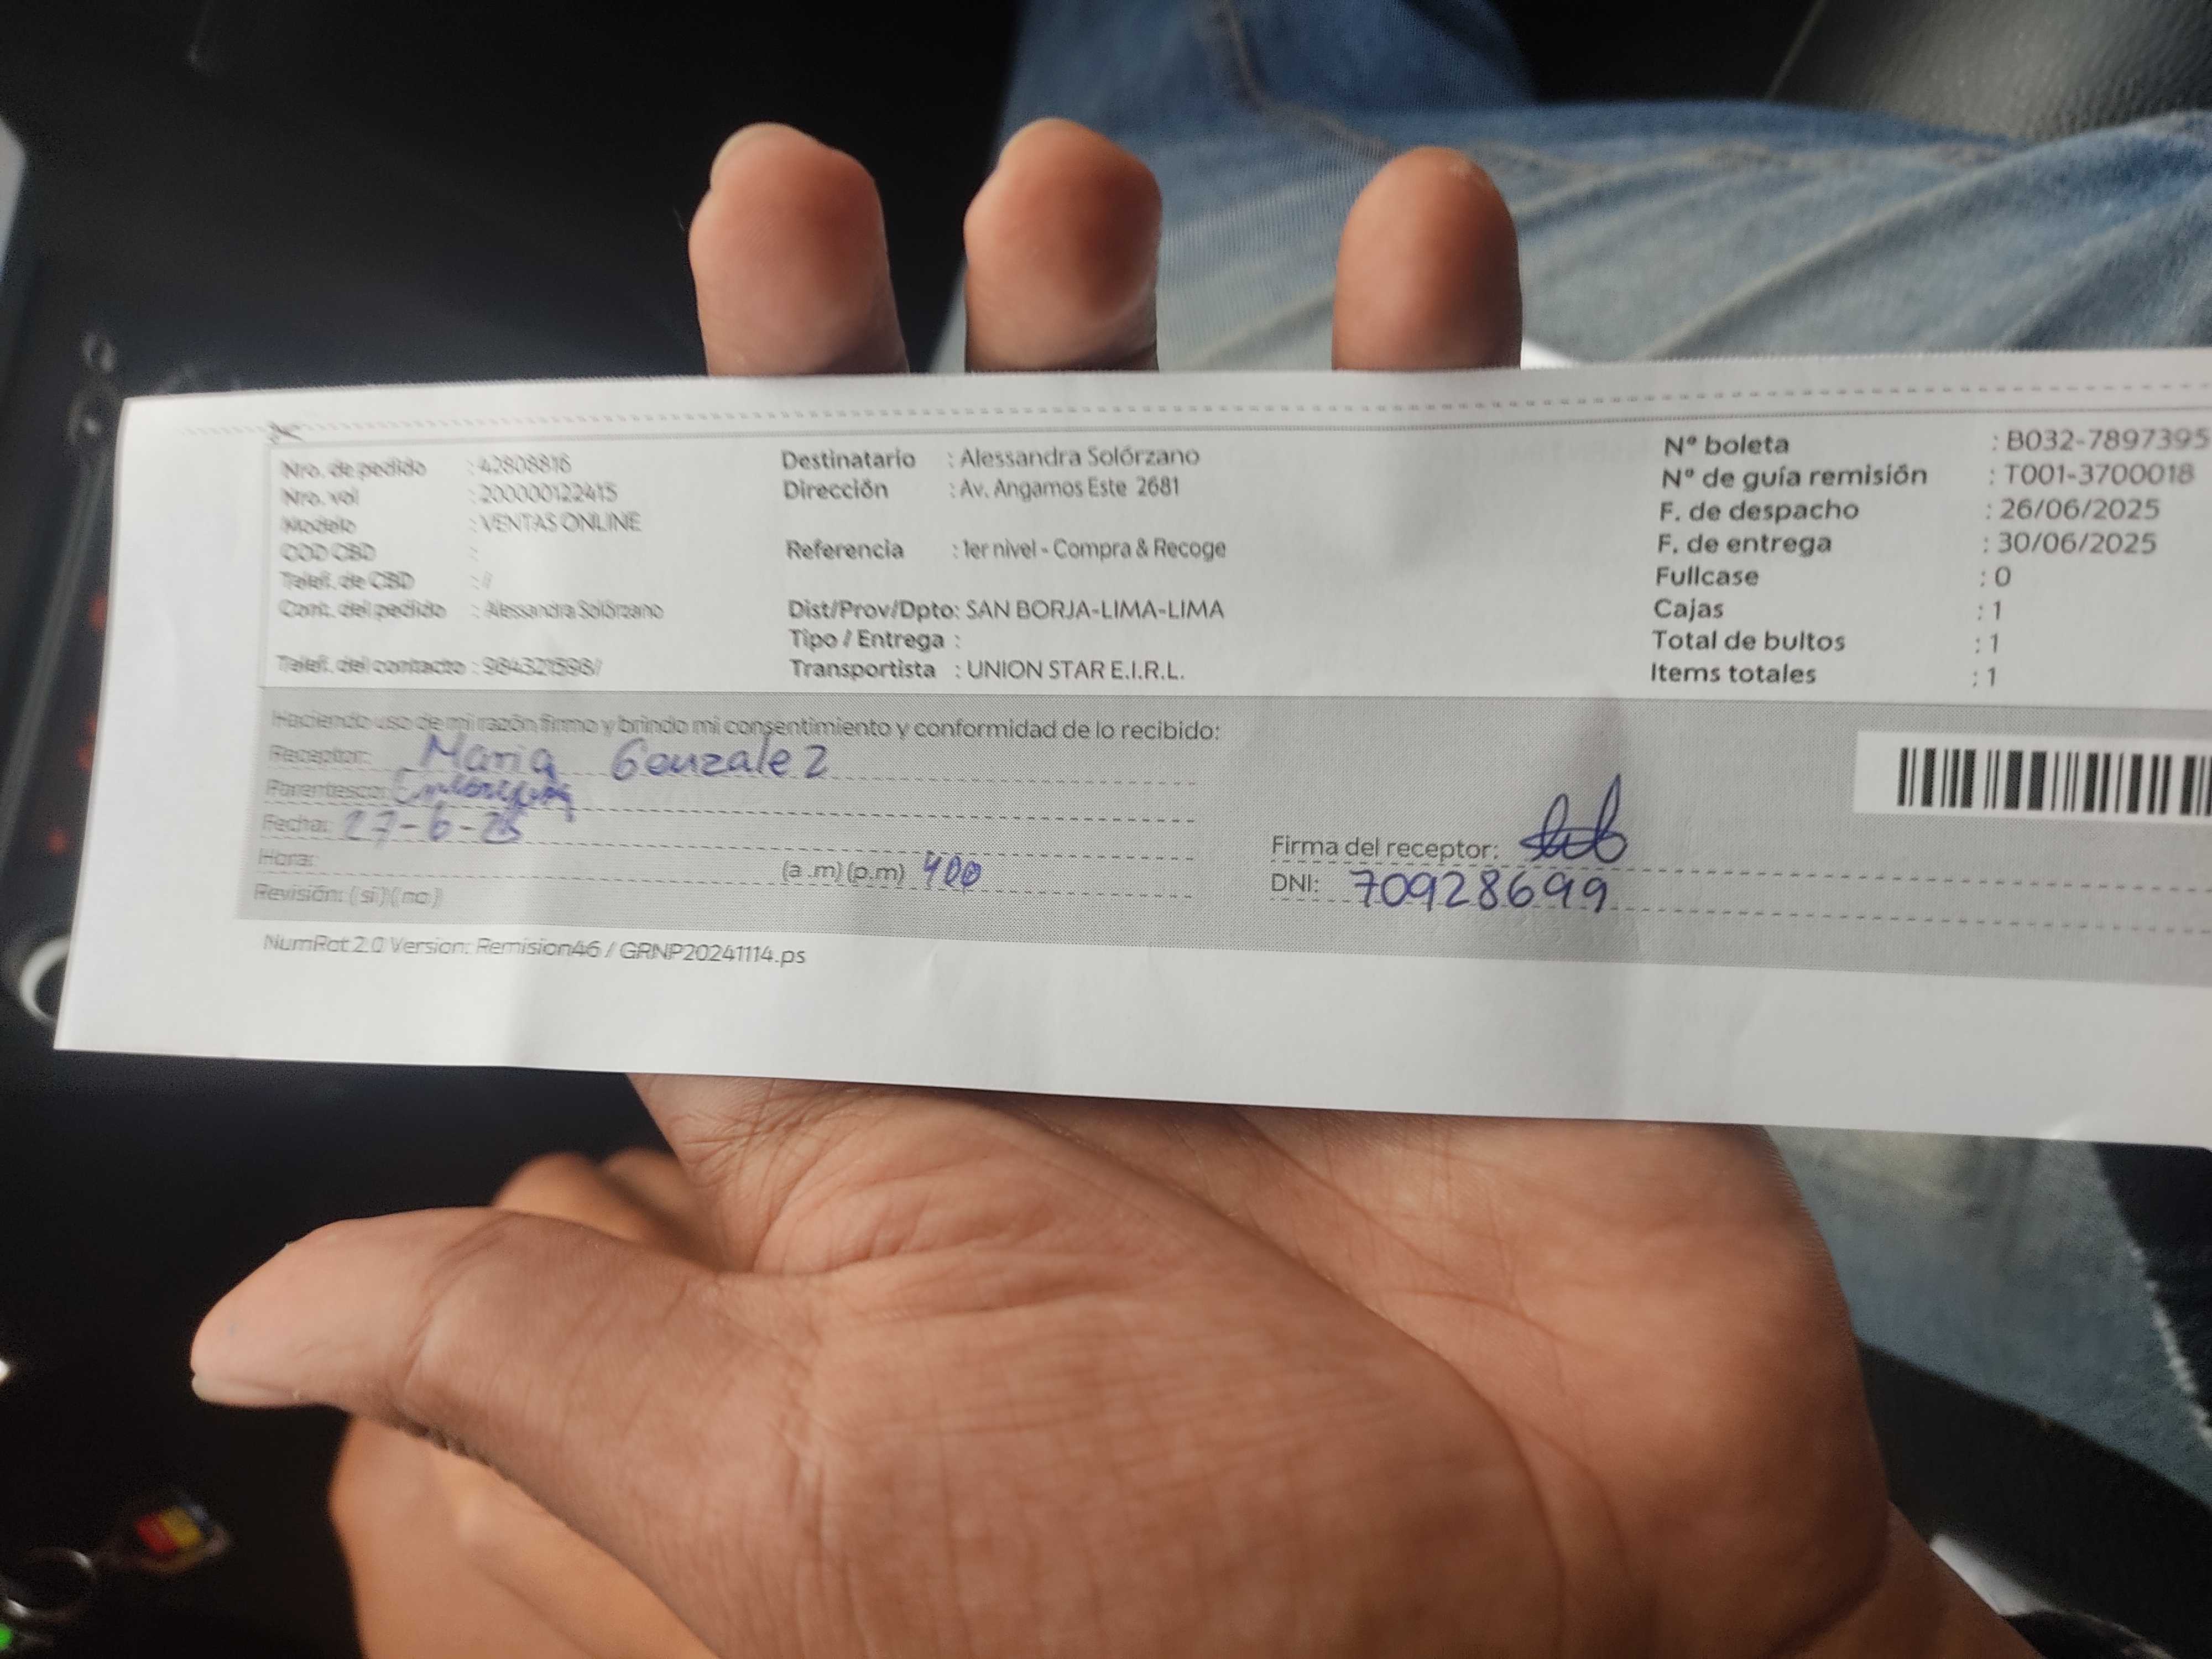 Nro. de pedido : 42808816
Nro. vol : 200000122415
Modelo : VENTAS ONLINE
COD CBD :
Telef. de CBD : /
Cont. del pedido : Alessandra Solórzano
Telef. del contacto : 984321598/
Destinatario : Alessandra Solórzano
Dirección : Av. Angamos Este 2681
Referencia : 1er nivel - Compra & Recoge
Dist/Prov/Dpto: SAN BORJA-LIMA-LIMA
Tipo / Entrega :
Transportista : UNION STAR E.I.R.L.
Nº boleta : B032-7897395
Nº de guía remisión : T001-3700018
F. de despacho : 26/06/2025
F. de entrega : 30/06/2025
Fullcase : 0
Cajas : 1
Total de bultos : 1
Items totales : 1
Haciendo uso de mi razón firmo y brindo mi consentimiento y conformidad de lo recibido:
Receptor: Maria Gonzalez
Parentesco:
Fecha: 27-6-25
Hora: (a .m) (p.m) 400
Revisión: ( si ) ( no )
Firma del receptor:
DNI: 70928699
NumRot 2.0 Version: Remision46 / GRNP20241114.ps